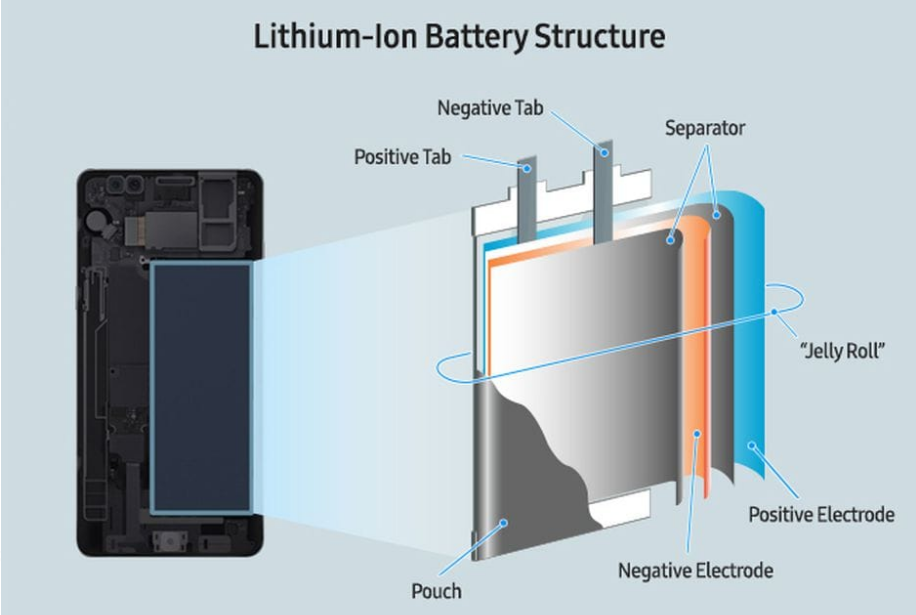 Lithium-Ion Battery Structure
Negative Tab
Separator
Positive Tab
“Jelly Roll”
Positive Electrode
Negative Electrode
Pouch